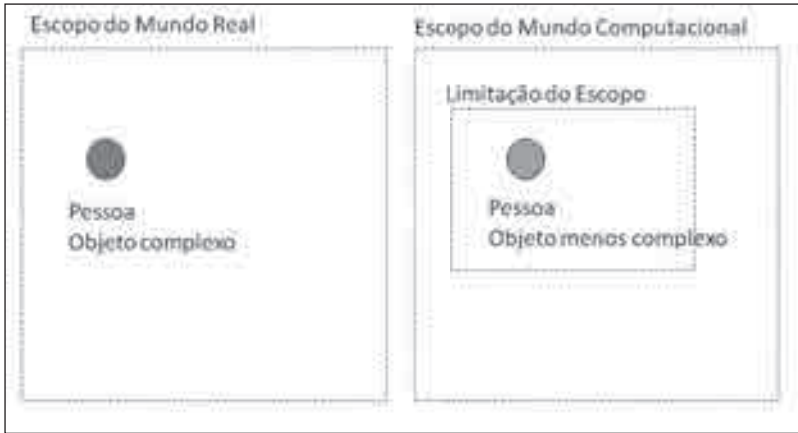 Escopo do Mundo Real
Pessoa
Objeto complexo
Escopo do Mundo Computacional
Limitação do Escopo
Pessoa
Objeto menos complexo